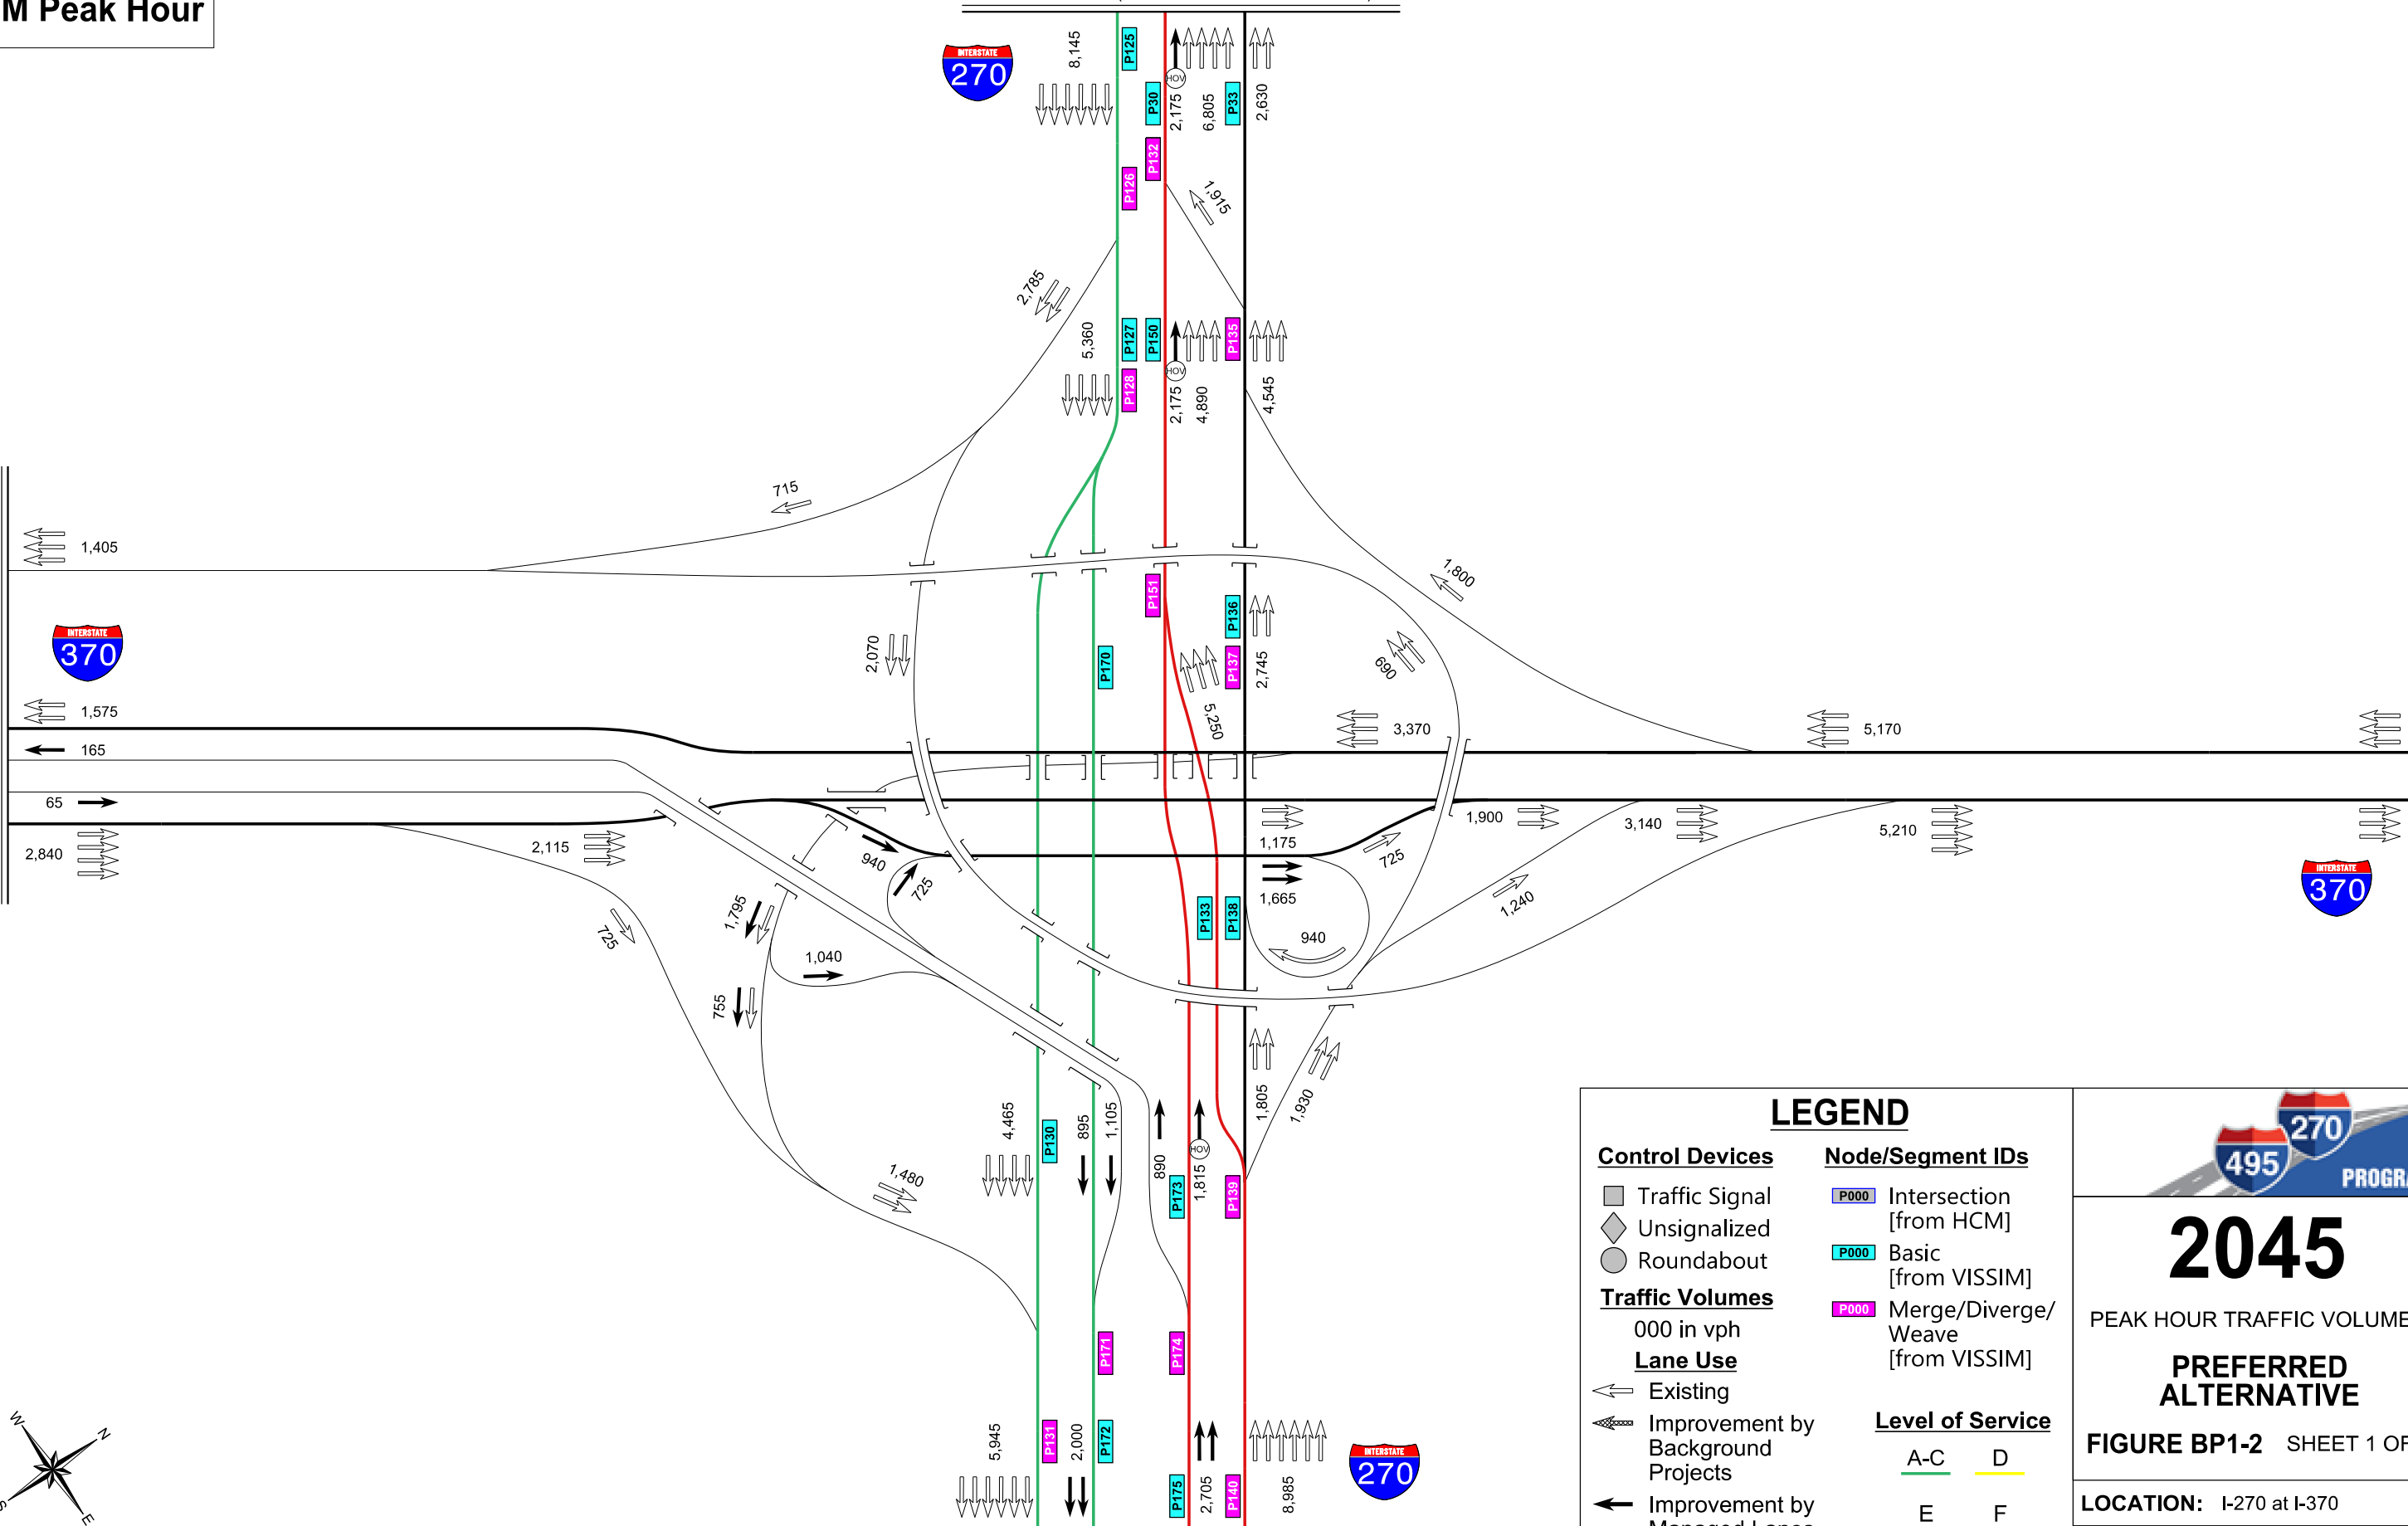 M Peak Hour
INTERSTATE
270
8,145
P125
P30
HOV
2,175
6,805
P33
2,630
P132
P126
1,915
2,785
5,360
P127
P150
P128
HOV
2,175
4,890
P135
4,545
715
1,405
1,800
INTERSTATE
370
2,070
P170
P151
P136
P137
2,745
690
5,250
1,575
165
65
2,840
2,115
3,370
5,170
940
725
1,175
1,665
725
1,900
3,140
5,210
1,240
INTERSTATE
370
725
1,795
1,040
755
P133
P138
940
4,465
P130
895
1,105
890
HOV
1,815
P173
P139
1,805
1,930
1,480
P171
P174
5,945
P131
2,000
P172
P175
2,705
P140
8,985
INTERSTATE
270
W
N
S
E
LEGEND
Control Devices
Traffic Signal
Unsignalized
Roundabout
Traffic Volumes
000 in vph
Lane Use
Existing
Improvement by
Background
Projects
Improvement by
Managed Lanes
Node/Segment IDs
P000 Intersection
[from HCM]
P000 Basic
[from VISSIM]
P000 Merge/Diverge/
Weave
[from VISSIM]
Level of Service
A-C D
E F
495
270
PROGR
2045
PEAK HOUR TRAFFIC VOLUME
PREFERRED
ALTERNATIVE
FIGURE BP1-2 SHEET 1 OF
LOCATION: I-270 at I-370